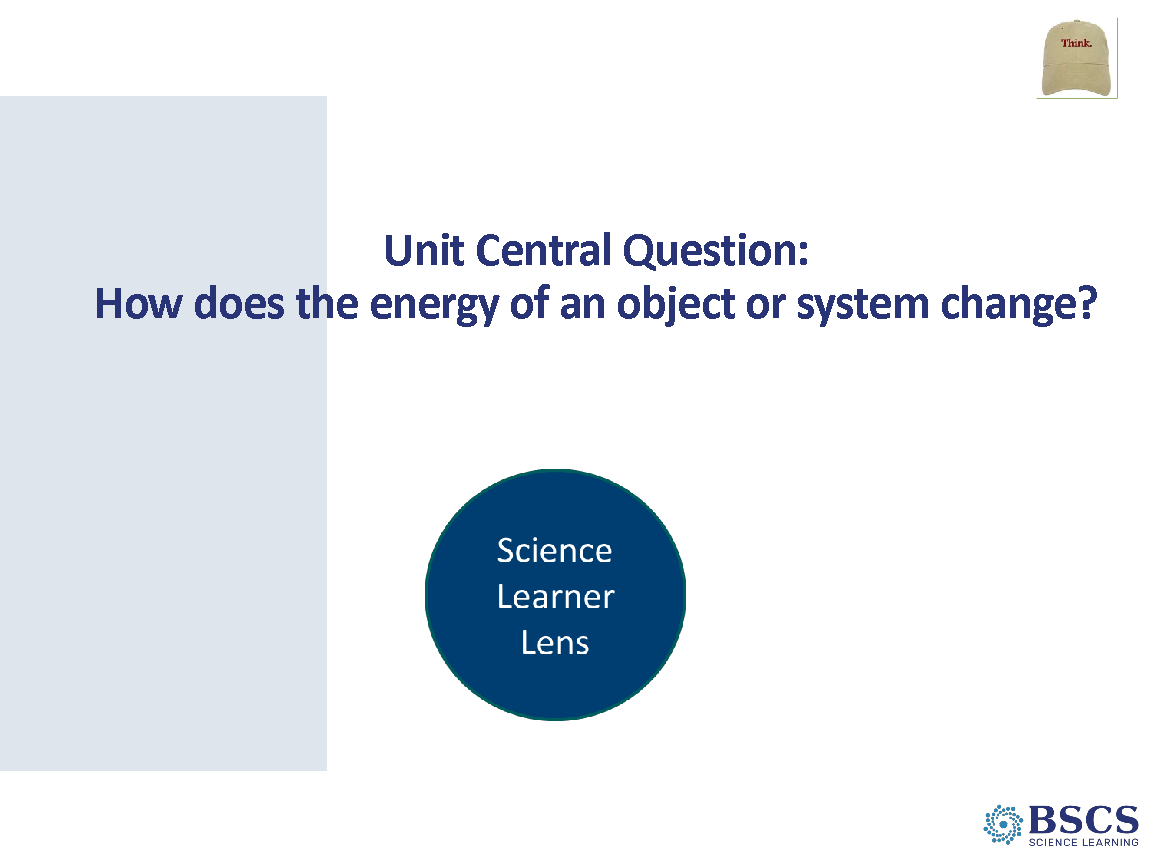 Think.
Unit Central Question:
How does the energy of an object or system change?
Science
Learner
Lens
BSCS
SCIENCE LEARNING